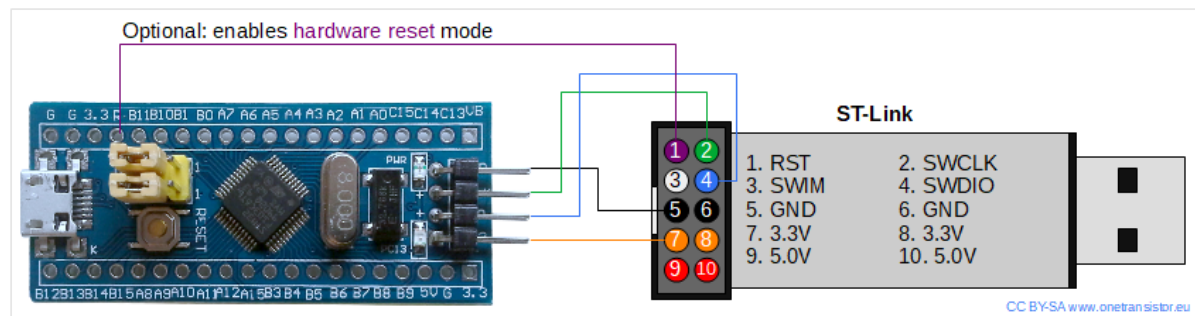 Optional: enables hardware reset mode
G G 3.3 R B11 B10 B1 B0 A7 A6 A5 A4 A3 A2 A1 A0 C15 C14 C13 VB
ST-Link
1
2
3
4
5
6
7
8
9
10
1. RST 2. SWCLK
3. SWIM 4. SWDIO
5. GND 6. GND
7. 3.3V 8. 3.3V
9. 5.0V 10. 5.0V
PWR
1
1
8.000
RESET
K
B12 B13 B14 B15 A8 A9 A10 A11 A12 A15 B3 B4 B5 B6 B7 B8 B9 5V G 3.3
CC BY-SA www.onetransistor.eu